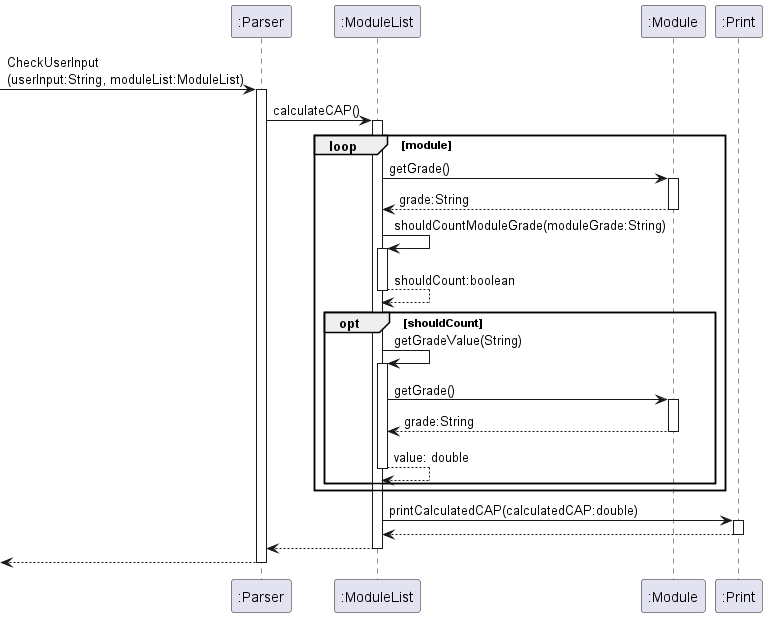 :Parser
:ModuleList
:Module
:Print
CheckUserInput
(userInput:String, moduleList:ModuleList)
calculateCAP()
loop
[module]
getGrade()
grade:String
shouldCountModuleGrade(moduleGrade:String)
shouldCount:boolean
opt
[shouldCount]
getGradeValue(String)
getGrade()
grade:String
value: double
printCalculatedCAP(calculatedCAP:double)
:Parser
:ModuleList
:Module
:Print